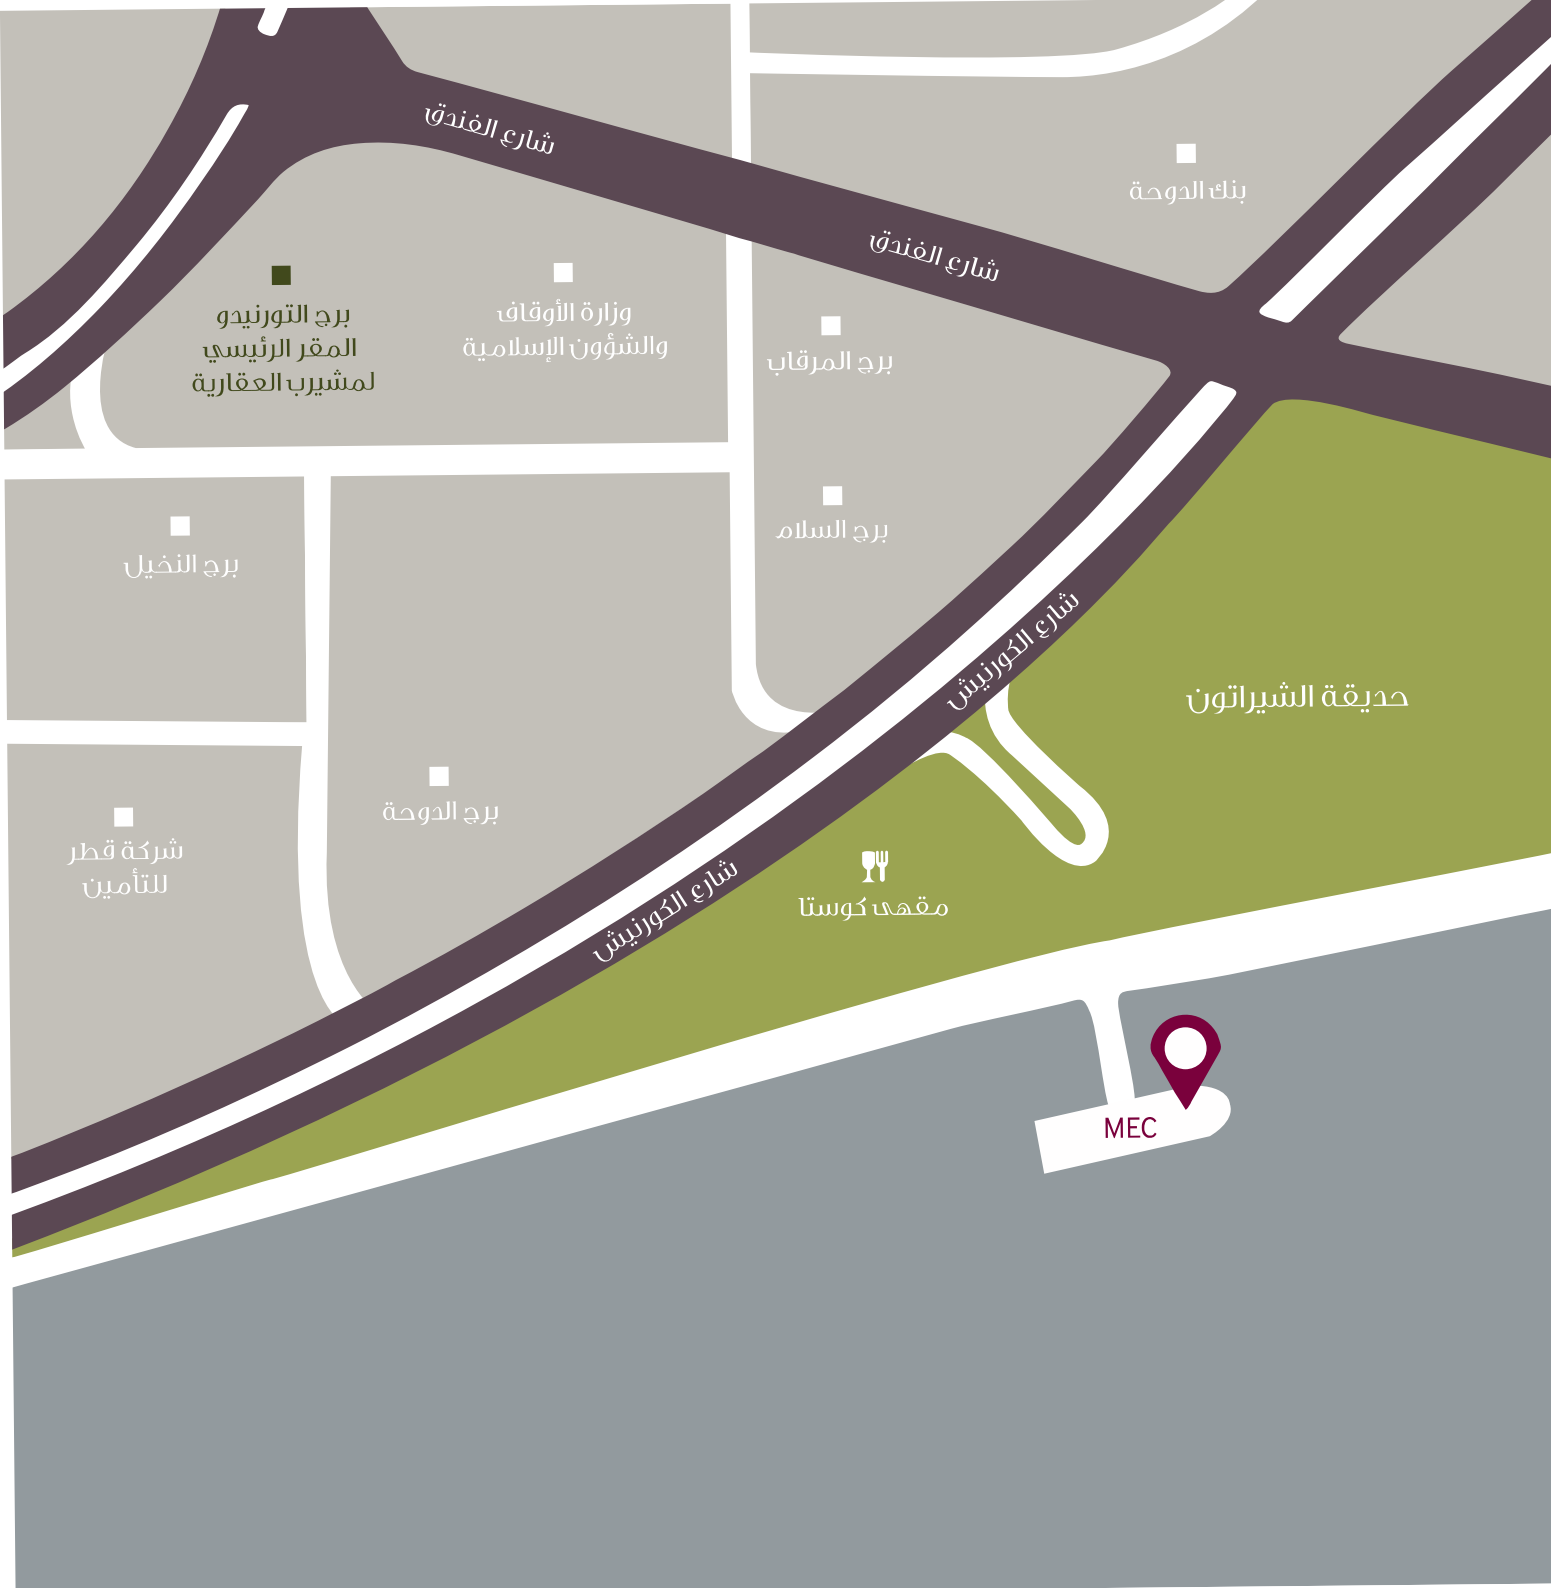 شارع الفندق
بنك الدوحة
شارع الفندق
برج التورنيدو
المقر الرئيسي
لمشيرب العقارية
وزارة الأوقاف
والشؤون الإسلامية
برج المرقاب
برج السلام
برج النخيل
شارع الكورنيش
حديقة الشيراتون
برج الدوحة
شركة قطر
للتأمين
شارع الكورنيش
مقهى كوستا
MEC